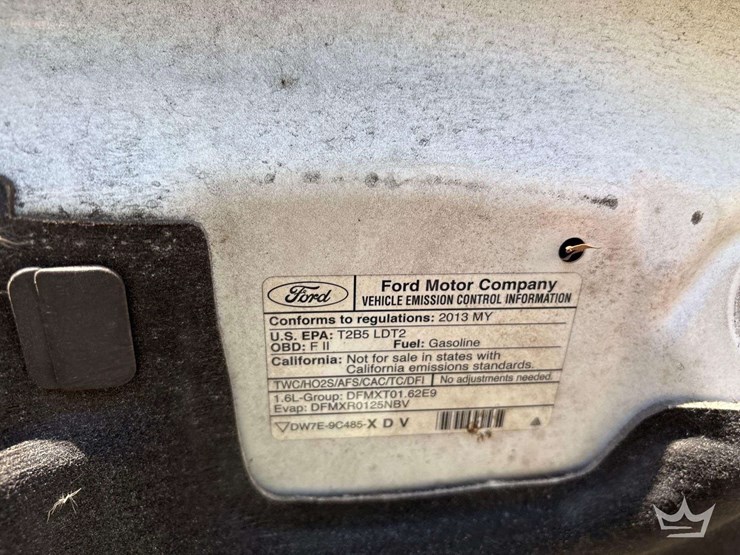 Ford
Ford Motor Company
VEHICLE EMISSION CONTROL INFORMATION
Conforms to regulations: 2013 MY
U.S. EPA: T2B5 LDT2
OBD: F II Fuel: Gasoline
California: Not for sale in states with
California emissions standards.
TWC/HO2S/AFS/CAC/TC/DFI No adjustments needed.
1.6L-Group: DFMXT01.62E9
Evap: DFMXR0125NBV
DW7E-9C485-X D V